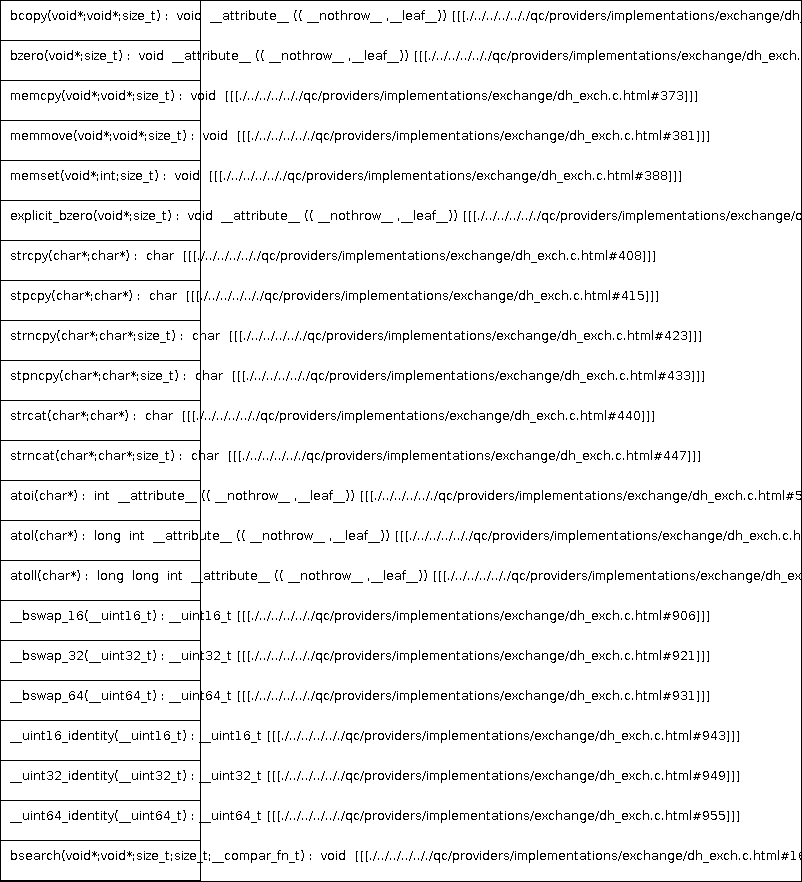 bcopy(void*;void*;size_t) : void __attribute__ (( __nothrow__ ,__leaf__)) [[[./../../../../qc/providers/implementations/exchange/dh_
bzero(void*;size_t) : void __attribute__ (( __nothrow__ ,__leaf__)) [[[./../../../../qc/providers/implementations/exchange/dh_exch.
memcpy(void*;void*;size_t) : void [[[./../../../../qc/providers/implementations/exchange/dh_exch.c.html#373]]]
memmove(void*;void*;size_t) : void [[[./../../../../qc/providers/implementations/exchange/dh_exch.c.html#381]]]
memset(void*;int;size_t) : void [[[./../../../../qc/providers/implementations/exchange/dh_exch.c.html#388]]]
explicit_bzero(void*;size_t) : void __attribute__ (( __nothrow__ ,__leaf__)) [[[./../../../../qc/providers/implementations/exchange/
strcpy(char*;char*) : char [[[./../../../../qc/providers/implementations/exchange/dh_exch.c.html#408]]]
stpcpy(char*;char*) : char [[[./../../../../qc/providers/implementations/exchange/dh_exch.c.html#415]]]
strncpy(char*;char*;size_t) : char [[[./../../../../qc/providers/implementations/exchange/dh_exch.c.html#423]]]
stpncpy(char*;char*;size_t) : char [[[./../../../../qc/providers/implementations/exchange/dh_exch.c.html#433]]]
strcat(char*;char*) : char [[[./../../../../qc/providers/implementations/exchange/dh_exch.c.html#440]]]
strncat(char*;char*;size_t) : char [[[./../../../../qc/providers/implementations/exchange/dh_exch.c.html#447]]]
atoi(char*) : int __attribute__ (( __nothrow__ ,__leaf__)) [[[./../../../../qc/providers/implementations/exchange/dh_exch.c.html#5
atol(char*) : long int __attribute__ (( __nothrow__ ,__leaf__)) [[[./../../../../qc/providers/implementations/exchange/dh_exch.c.h
atoll(char*) : long long int __attribute__ (( __nothrow__ ,__leaf__)) [[[./../../../../qc/providers/implementations/exchange/dh_ex
__bswap_16(__uint16_t) : __uint16_t [[[./../../../../qc/providers/implementations/exchange/dh_exch.c.html#906]]]
__bswap_32(__uint32_t) : __uint32_t [[[./../../../../qc/providers/implementations/exchange/dh_exch.c.html#921]]]
__bswap_64(__uint64_t) : __uint64_t [[[./../../../../qc/providers/implementations/exchange/dh_exch.c.html#931]]]
__uint16_identity(__uint16_t) : __uint16_t [[[./../../../../qc/providers/implementations/exchange/dh_exch.c.html#943]]]
__uint32_identity(__uint32_t) : __uint32_t [[[./../../../../qc/providers/implementations/exchange/dh_exch.c.html#949]]]
__uint64_identity(__uint64_t) : __uint64_t [[[./../../../../qc/providers/implementations/exchange/dh_exch.c.html#955]]]
bsearch(void*;void*;size_t;size_t;__compar_fn_t) : void [[[./../../../../qc/providers/implementations/exchange/dh_exch.c.html#1